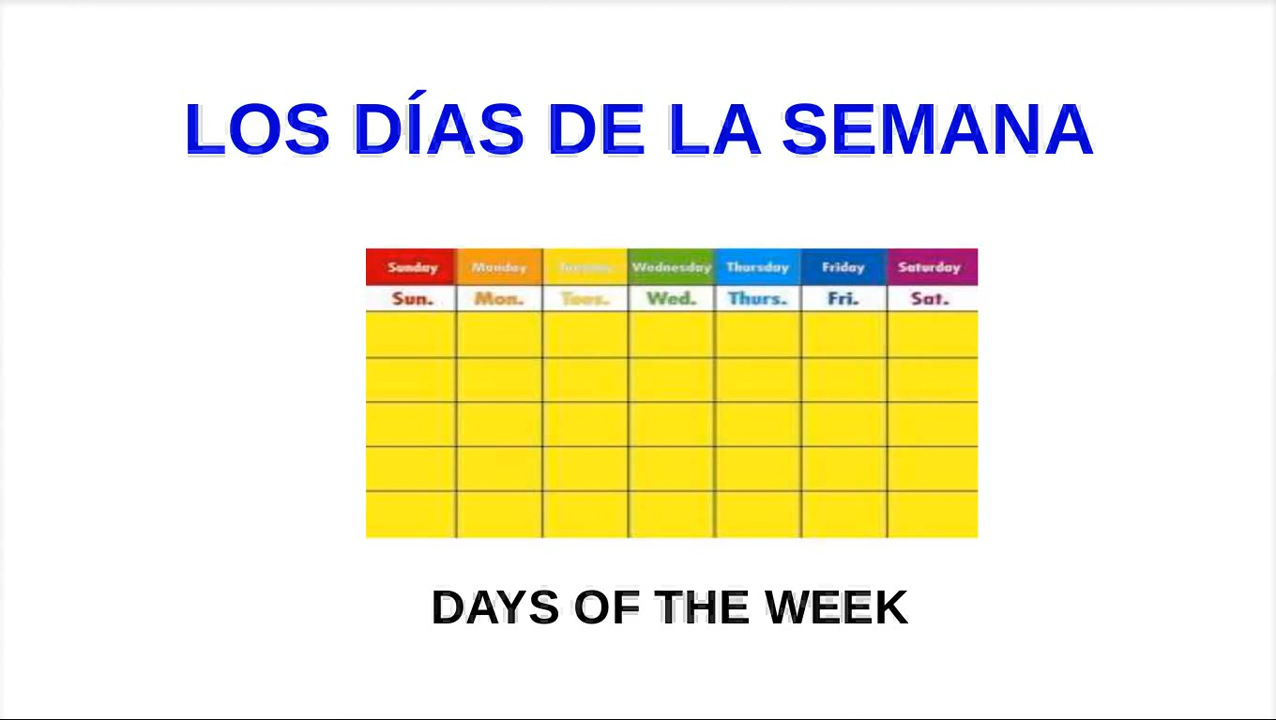 LOS DÍAS DE LA SEMANA
Sunday Monday Wednesday Thursday Friday Saturday
Sun. Mon. Tues. Wed. Thurs. Fri. Sat.
DAYS OF THE WEEK